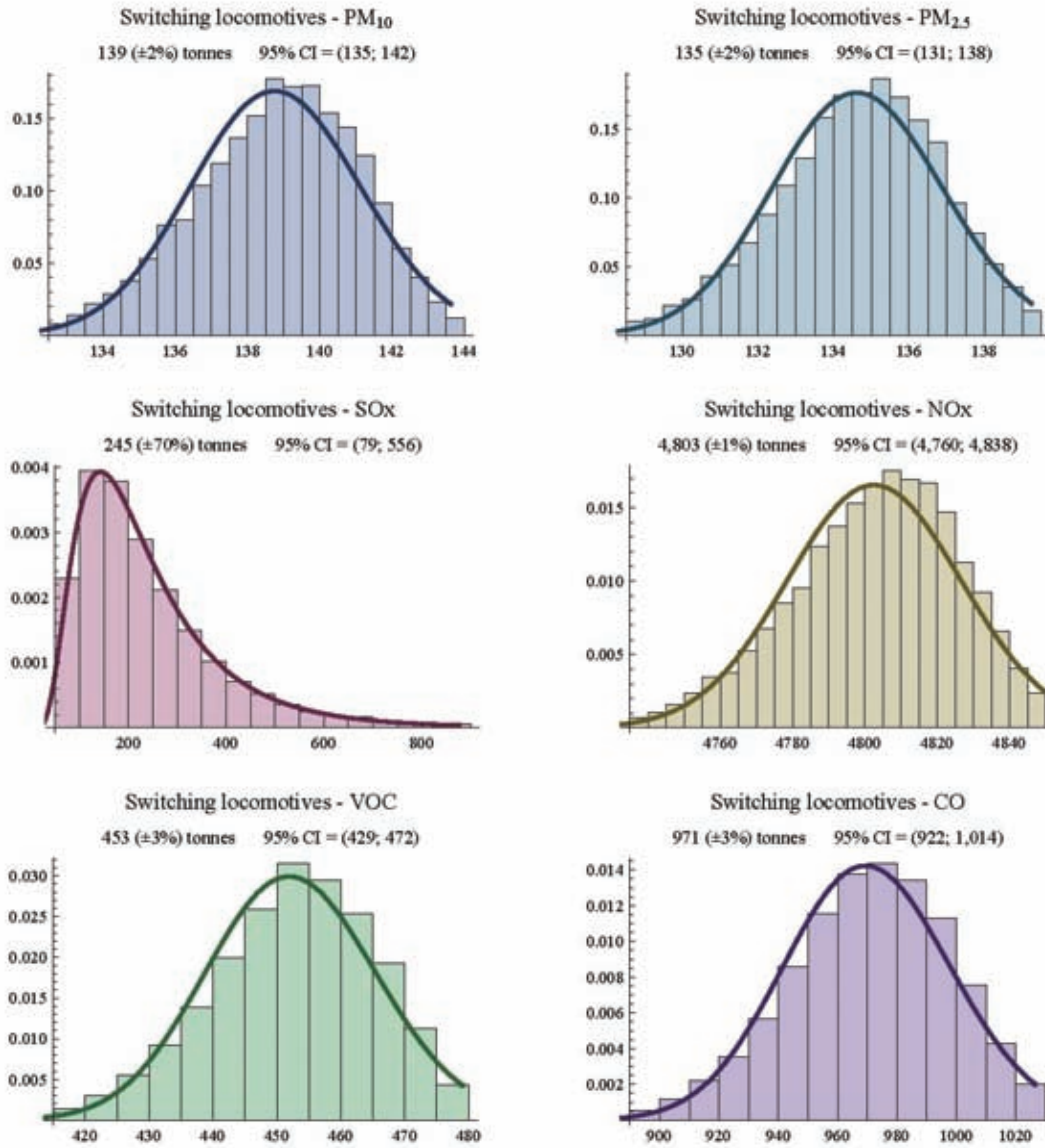 Switching locomotives - PM10
139 (±2%) tonnes 95% CI = (135; 142)
0.15
0.10
0.05
134 136 138 140 142 144
Switching locomotives - PM2.5
135 (±2%) tonnes 95% CI = (131; 138)
0.15
0.10
0.05
130 132 134 136 138
Switching locomotives - SOx
245 (±70%) tonnes 95% CI = (79; 556)
0.004
0.003
0.002
0.001
200 400 600 800
Switching locomotives - NOx
4,803 (±1%) tonnes 95% CI = (4,760; 4,838)
0.015
0.010
0.005
4760 4780 4800 4820 4840
Switching locomotives - VOC
453 (±3%) tonnes 95% CI = (429; 472)
0.030
0.025
0.020
0.015
0.010
0.005
420 430 440 450 460 470 480
Switching locomotives - CO
971 (±3%) tonnes 95% CI = (922; 1,014)
0.014
0.012
0.010
0.008
0.006
0.004
0.002
900 920 940 960 980 1000 1020